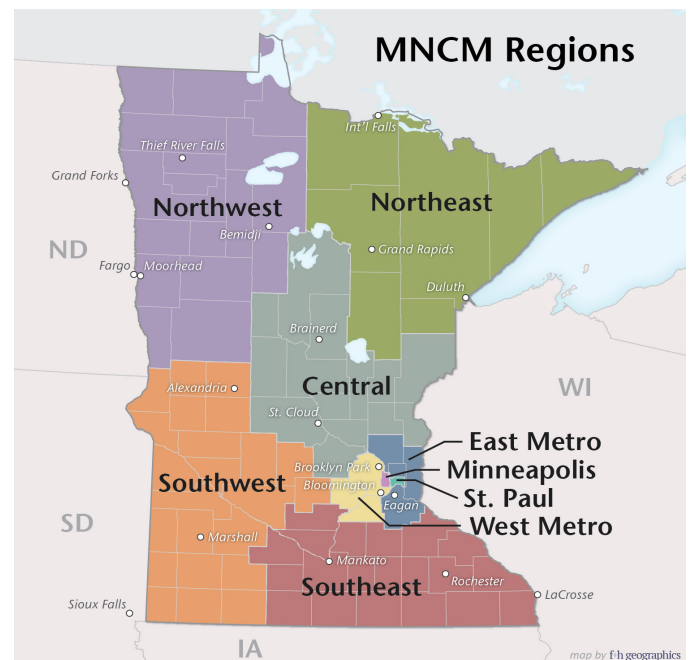 MNCM Regions
Int'l Falls
Thief River Falls
Grand Forks
Northwest
Northeast
Bemidji
ND
Grand Rapids
Fargo
Moorhead
Duluth
Brainerd
Central
WI
Alexandria
St. Cloud
East Metro
Brooklyn Park
Minneapolis
Southwest
Bloomington
St. Paul
Eagan
West Metro
SD
Marshall
Mankato
Southeast
Rochester
Sioux Falls
LaCrosse
IA
map by f-h geographics